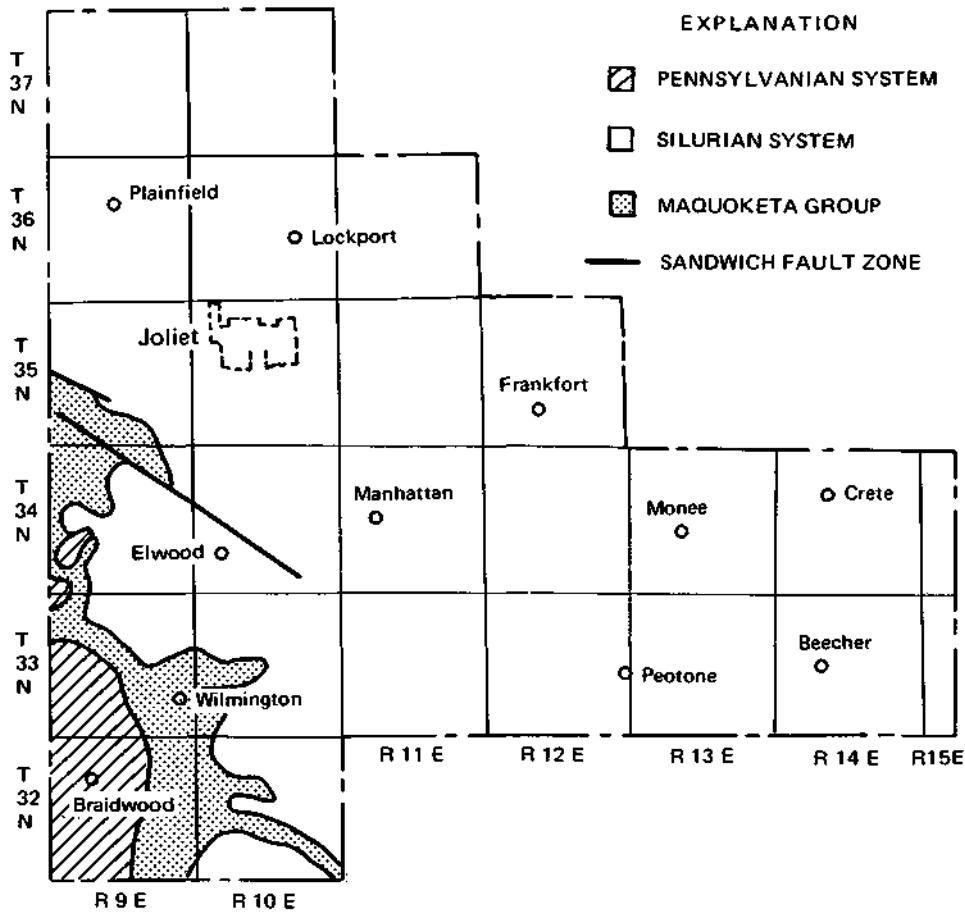 EXPLANATION
PENNSYLVANIAN SYSTEM
SILURIAN SYSTEM
MAQUOKETA GROUP
SANDWICH FAULT ZONE
T
37
N
T
36
N
Plainfield
Lockport
T
35
N
Joliet
Frankfort
T
34
N
Manhattan
Monee
Crete
Elwood
T
33
N
Wilmington
Peotone
Beecher
R 11 E
R 12 E
R 13 E
R 14 E
R15E
T
32
N
Braidwood
R 9 E
R 10 E